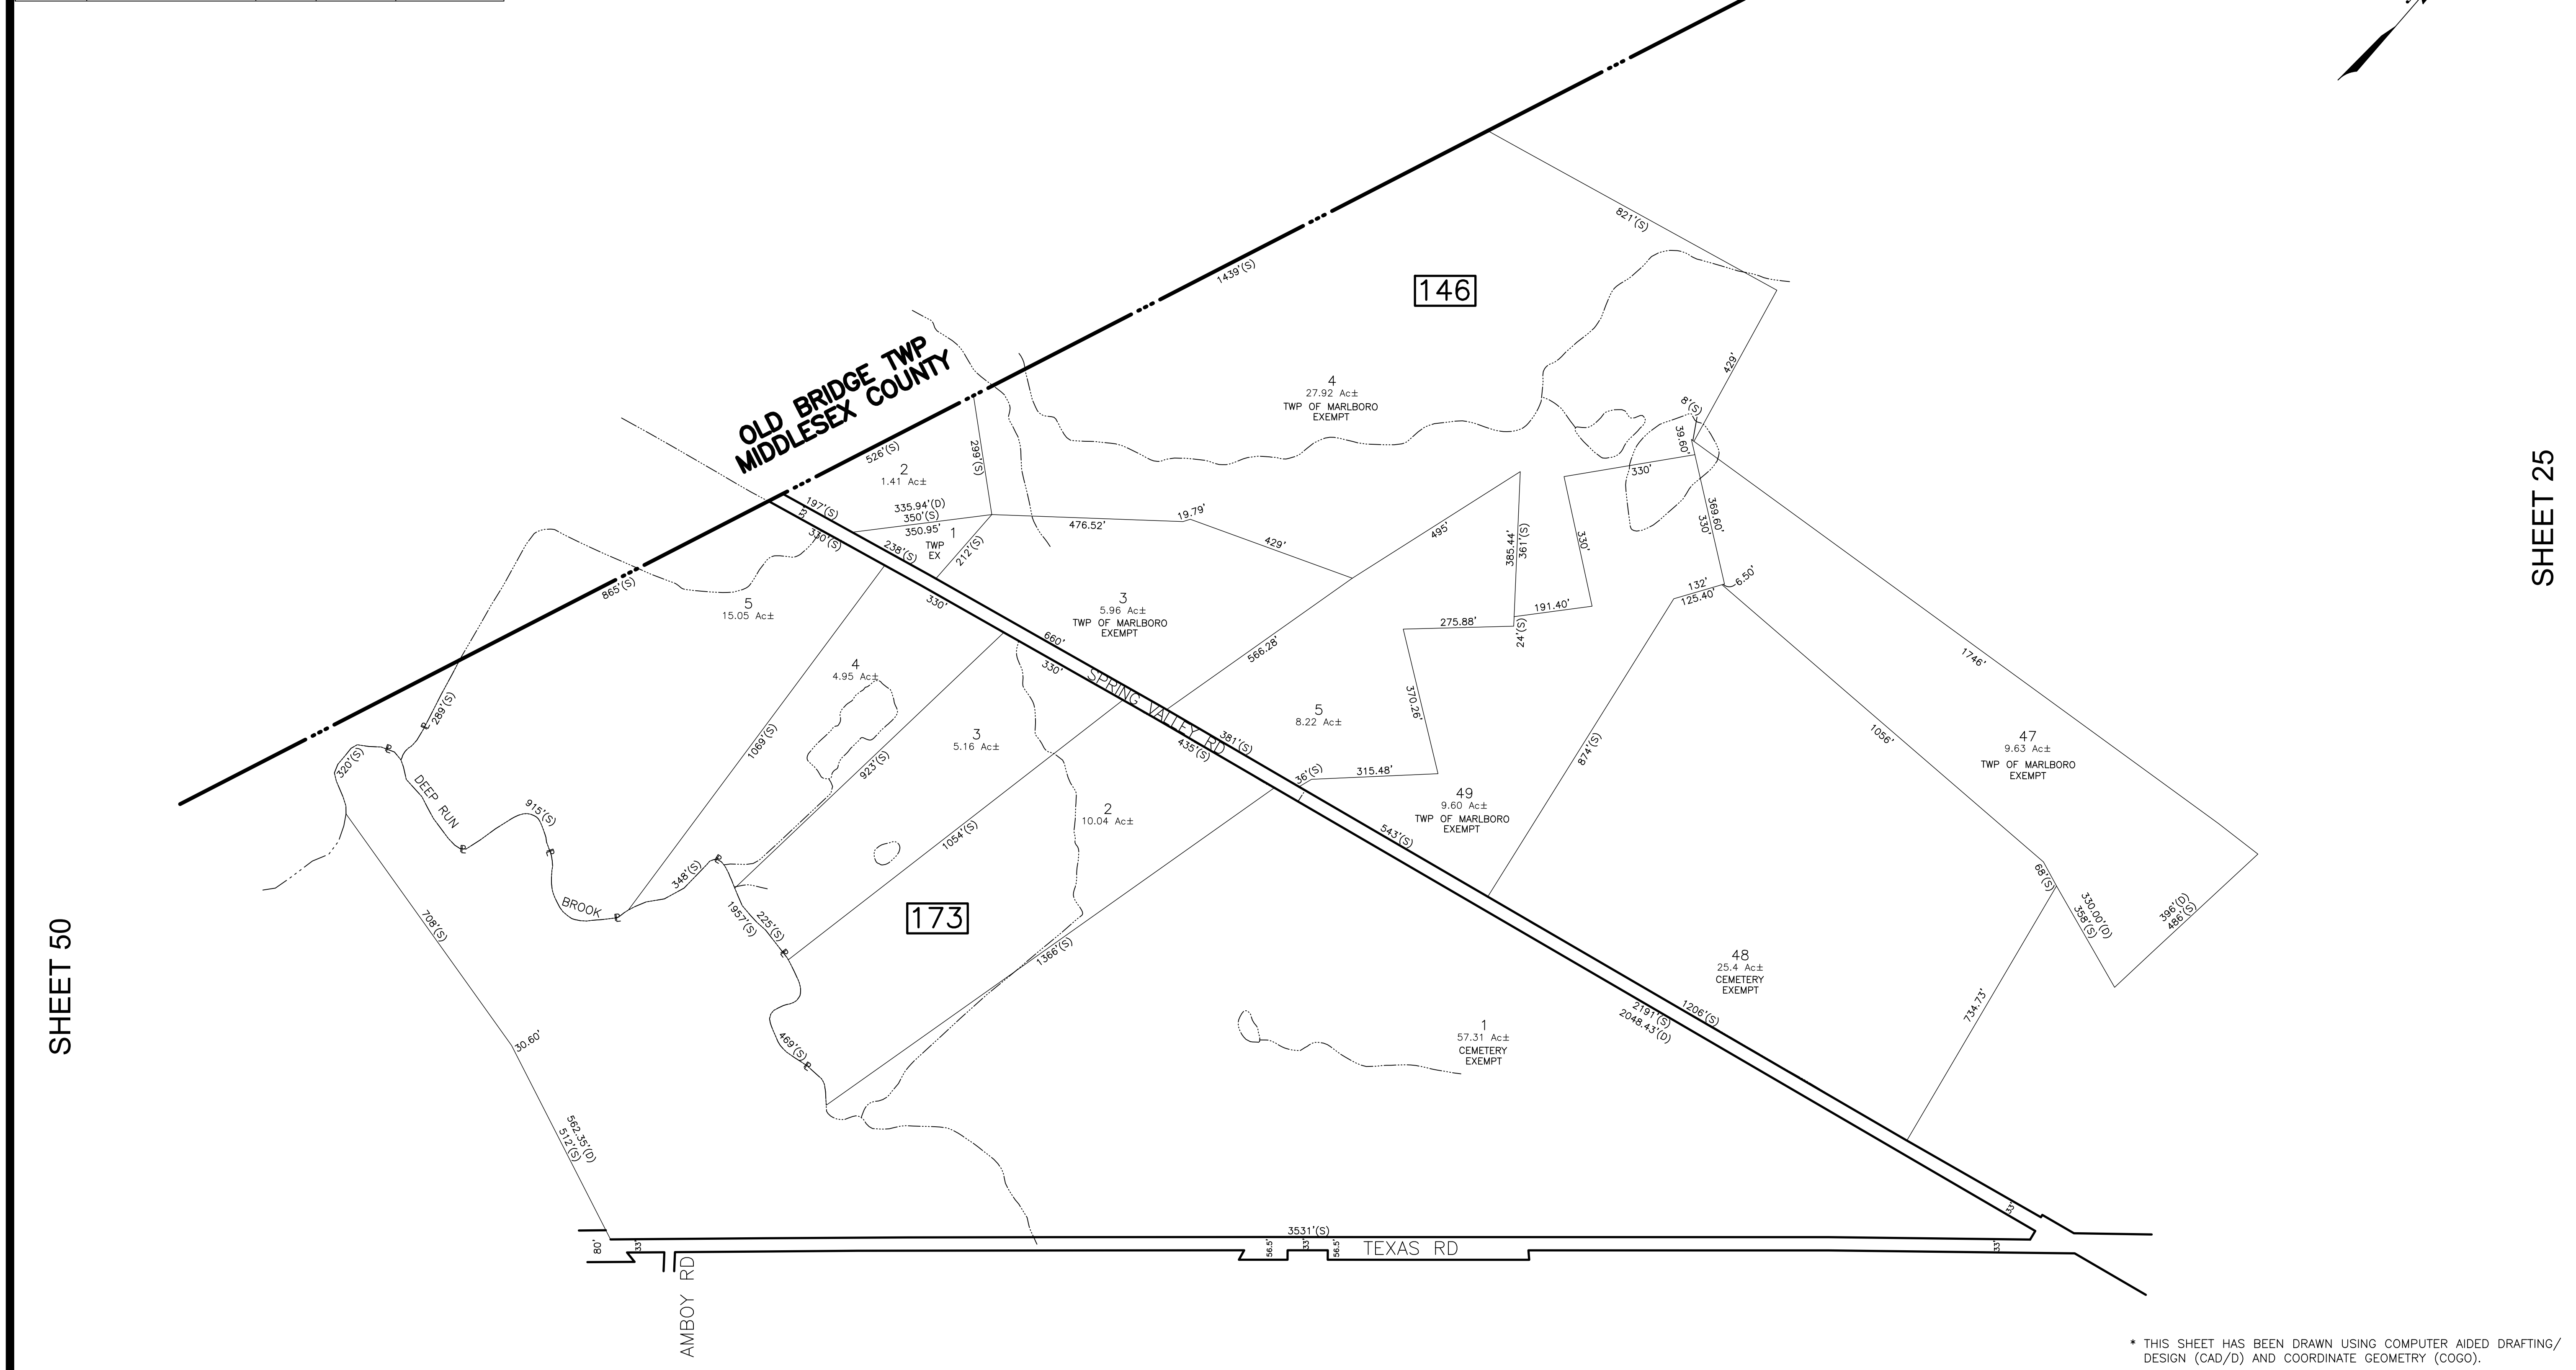 821'(S)
1439'(S)
146
429'
4
27.92 Ac±
TWP OF MARLBORO
EXEMPT
8'(S)
39.60'
330'
369.60'
330'
OLD BRIDGE TWP
MIDDLESEX COUNTY
526'(S)
299'(S)
2
1.41 Ac±
197'(S)
33'
335.94'(D)
350'(S)
350.95'
1
TWP
EX
476.52'
19.79'
429'
495'
385.44'
361'(S)
330'
330'(S)
238'(S)
212'(S)
865'(S)
5
15.05 Ac±
330'
3
5.96 Ac±
TWP OF MARLBORO
EXEMPT
132'
125.40'
6.50'
191.40'
275.88'
24'(S)
660'
330'
566.28'
4
4.95 Ac±
SPRING VALLEY RD
370.26'
1746'
289'(S)
1069'(S)
923'(S)
3
5.16 Ac±
5
8.22 Ac±
381'(S)
435'(S)
874'(S)
1056'
47
9.63 Ac±
TWP OF MARLBORO
EXEMPT
320'(S)
DEEP RUN
915'(S)
36'(S)
315.48'
49
9.60 Ac±
TWP OF MARLBORO
EXEMPT
2
10.04 Ac±
1054'(S)
543'(S)
348'(S)
BROOK
1957'(S)
225'(S)
173
708'(S)
1366'(S)
68'(S)
330.00'(D)
358'(S)
396'(D)
486'(S)
48
25.4 Ac±
CEMETERY
EXEMPT
734.73'
1206'(S)
2191'(S)
2048.43'(D)
1
57.31 Ac±
CEMETERY
EXEMPT
30.60'
469'(S)
562.35'(D)
512'(S)
33'
3531'(S)
80'
33'
56.5'
33'
56.5'
TEXAS RD
33'
AMBOY RD
SHEET 50
SHEET 25
* THIS SHEET HAS BEEN DRAWN USING COMPUTER AIDED DRAFTING/
DESIGN (CAD/D) AND COORDINATE GEOMETRY (COGO).